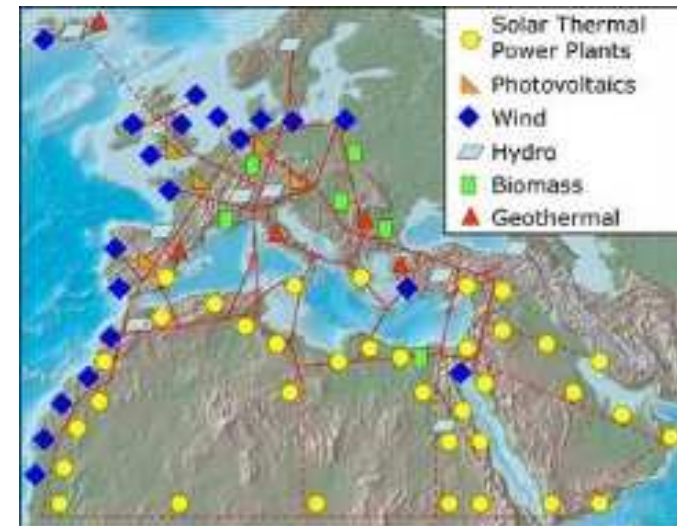 Solar Thermal
Power Plants
Photovoltaics
Wind
Hydro
Biomass
Geothermal